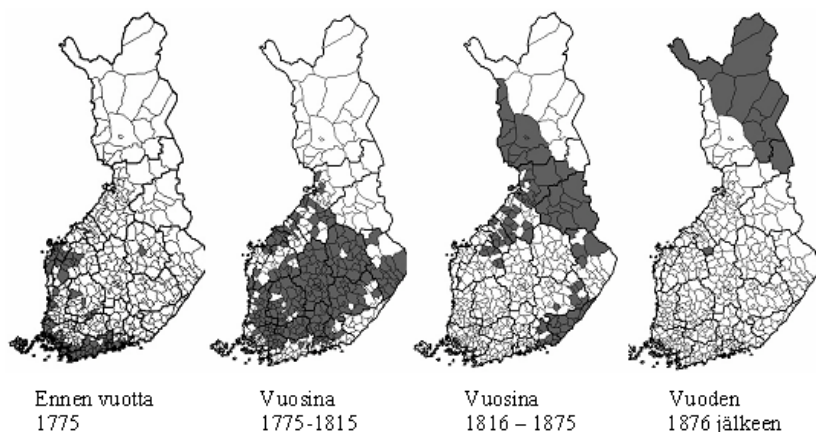 Ennen vuotta
1775
Vuosina
1775-1815
Vuosina
1816 – 1875
Vuoden
1876 jälkeen